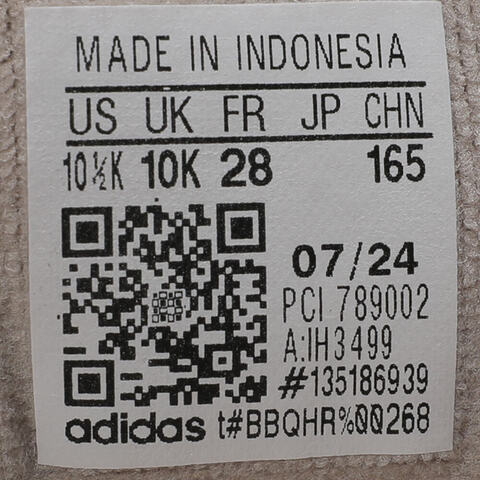 MADE IN INDONESIA
US UK FR JP CHN
10½K 10K 28 165
07/24
PCI 789002
A:IH3499
#135186939
adidas t#BBQHR%00268